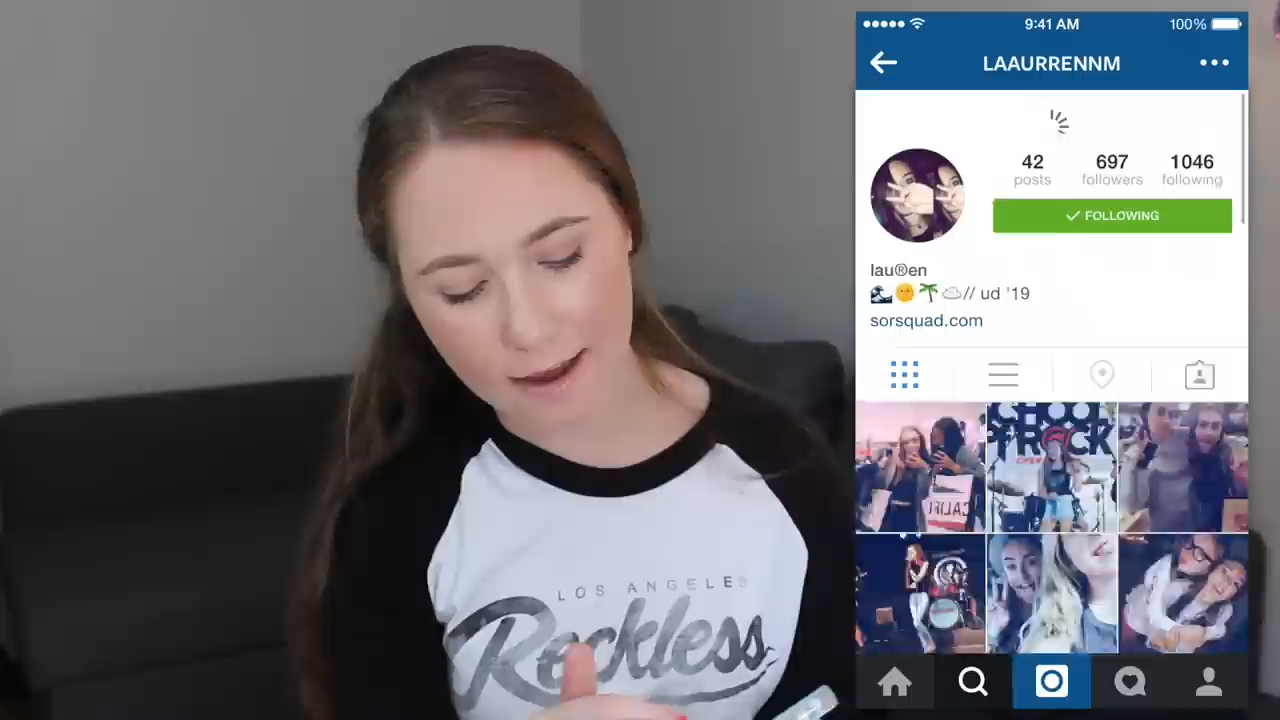 9:41 AM
100%
LAAURRENNM
42
697
1046
posts
followers
following
FOLLOWING
lau®en
// ud '19
sorsquad.com
LOS ANGELES
Reckless